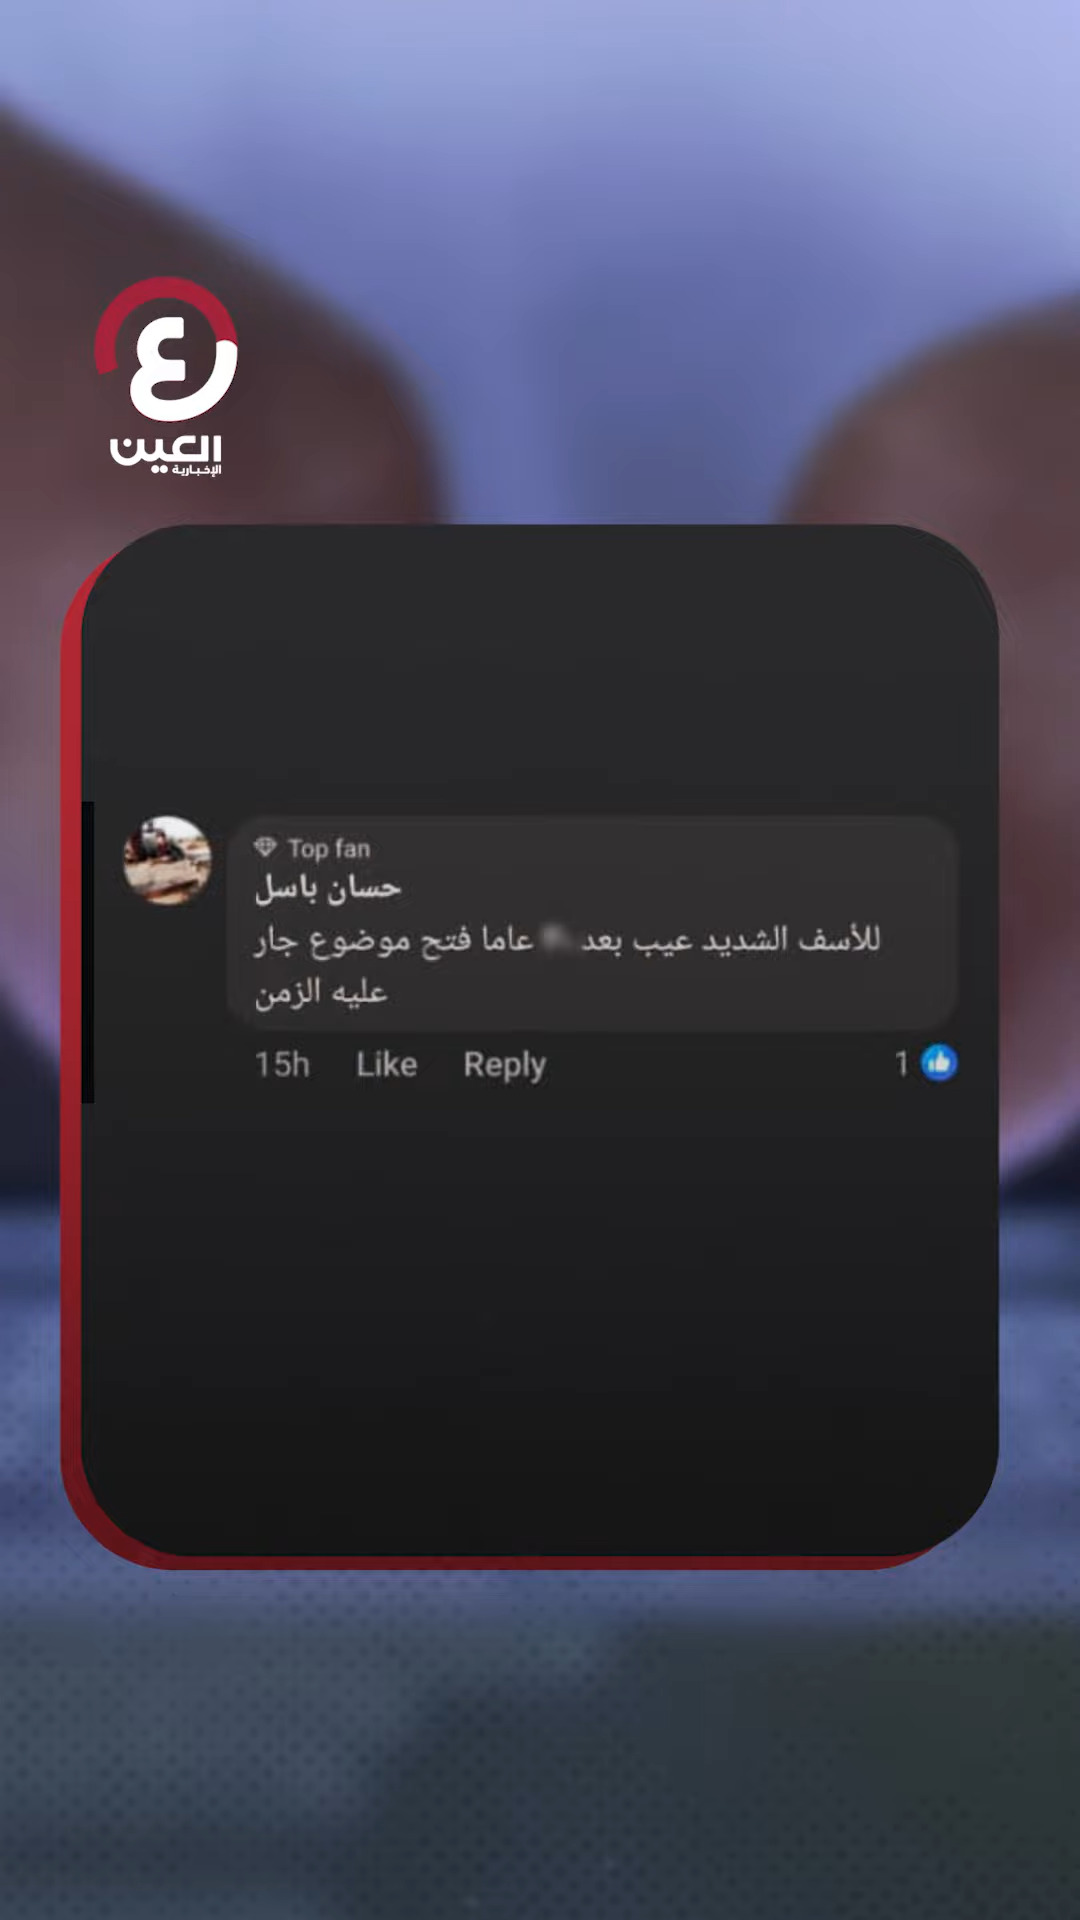 العين
الإخبارية
Top fan
حسان باسل
للأسف الشديد عيب بعد عاما فتح موضوع جار
عليه الزمن
15h Like Reply 1